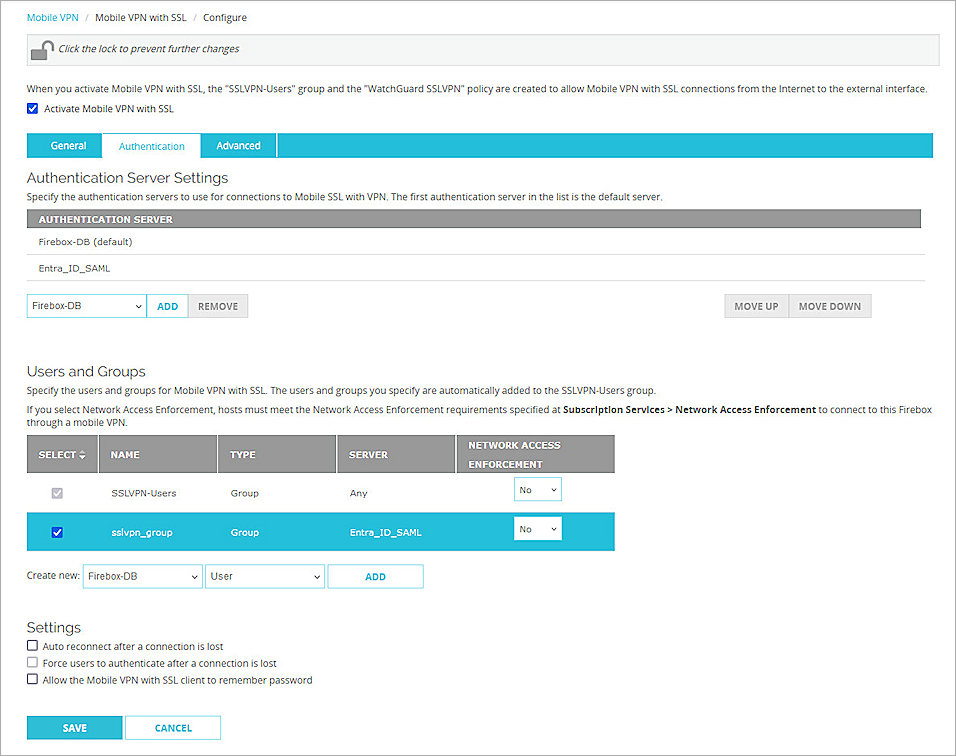 Mobile VPN / Mobile VPN with SSL / Configure
Click the lock to prevent further changes
When you activate Mobile VPN with SSL, the "SSLVPN-Users" group and the "WatchGuard SSLVPN" policy are created to allow Mobile VPN with SSL connections from the Internet to the external interface.
Activate Mobile VPN with SSL
General Authentication Advanced
Authentication Server Settings
Specify the authentication servers to use for connections to Mobile SSL with VPN. The first authentication server in the list is the default server.
AUTHENTICATION SERVER
Firebox-DB (default)
Entra_ID_SAML
Firebox-DB ADD REMOVE MOVE UP MOVE DOWN
Users and Groups
Specify the users and groups for Mobile VPN with SSL. The users and groups you specify are automatically added to the SSLVPN-Users group.
If you select Network Access Enforcement, hosts must meet the Network Access Enforcement requirements specified at Subscription Services > Network Access Enforcement to connect to this Firebox
through a mobile VPN.
SELECT NAME TYPE SERVER NETWORK ACCESS
ENFORCEMENT
SSLVPN-Users Group Any No
sslvpn_group Group Entra_ID_SAML No
Create new: Firebox-DB User ADD
Settings
Auto reconnect after a connection is lost
Force users to authenticate after a connection is lost
Allow the Mobile VPN with SSL client to remember password
SAVE CANCEL